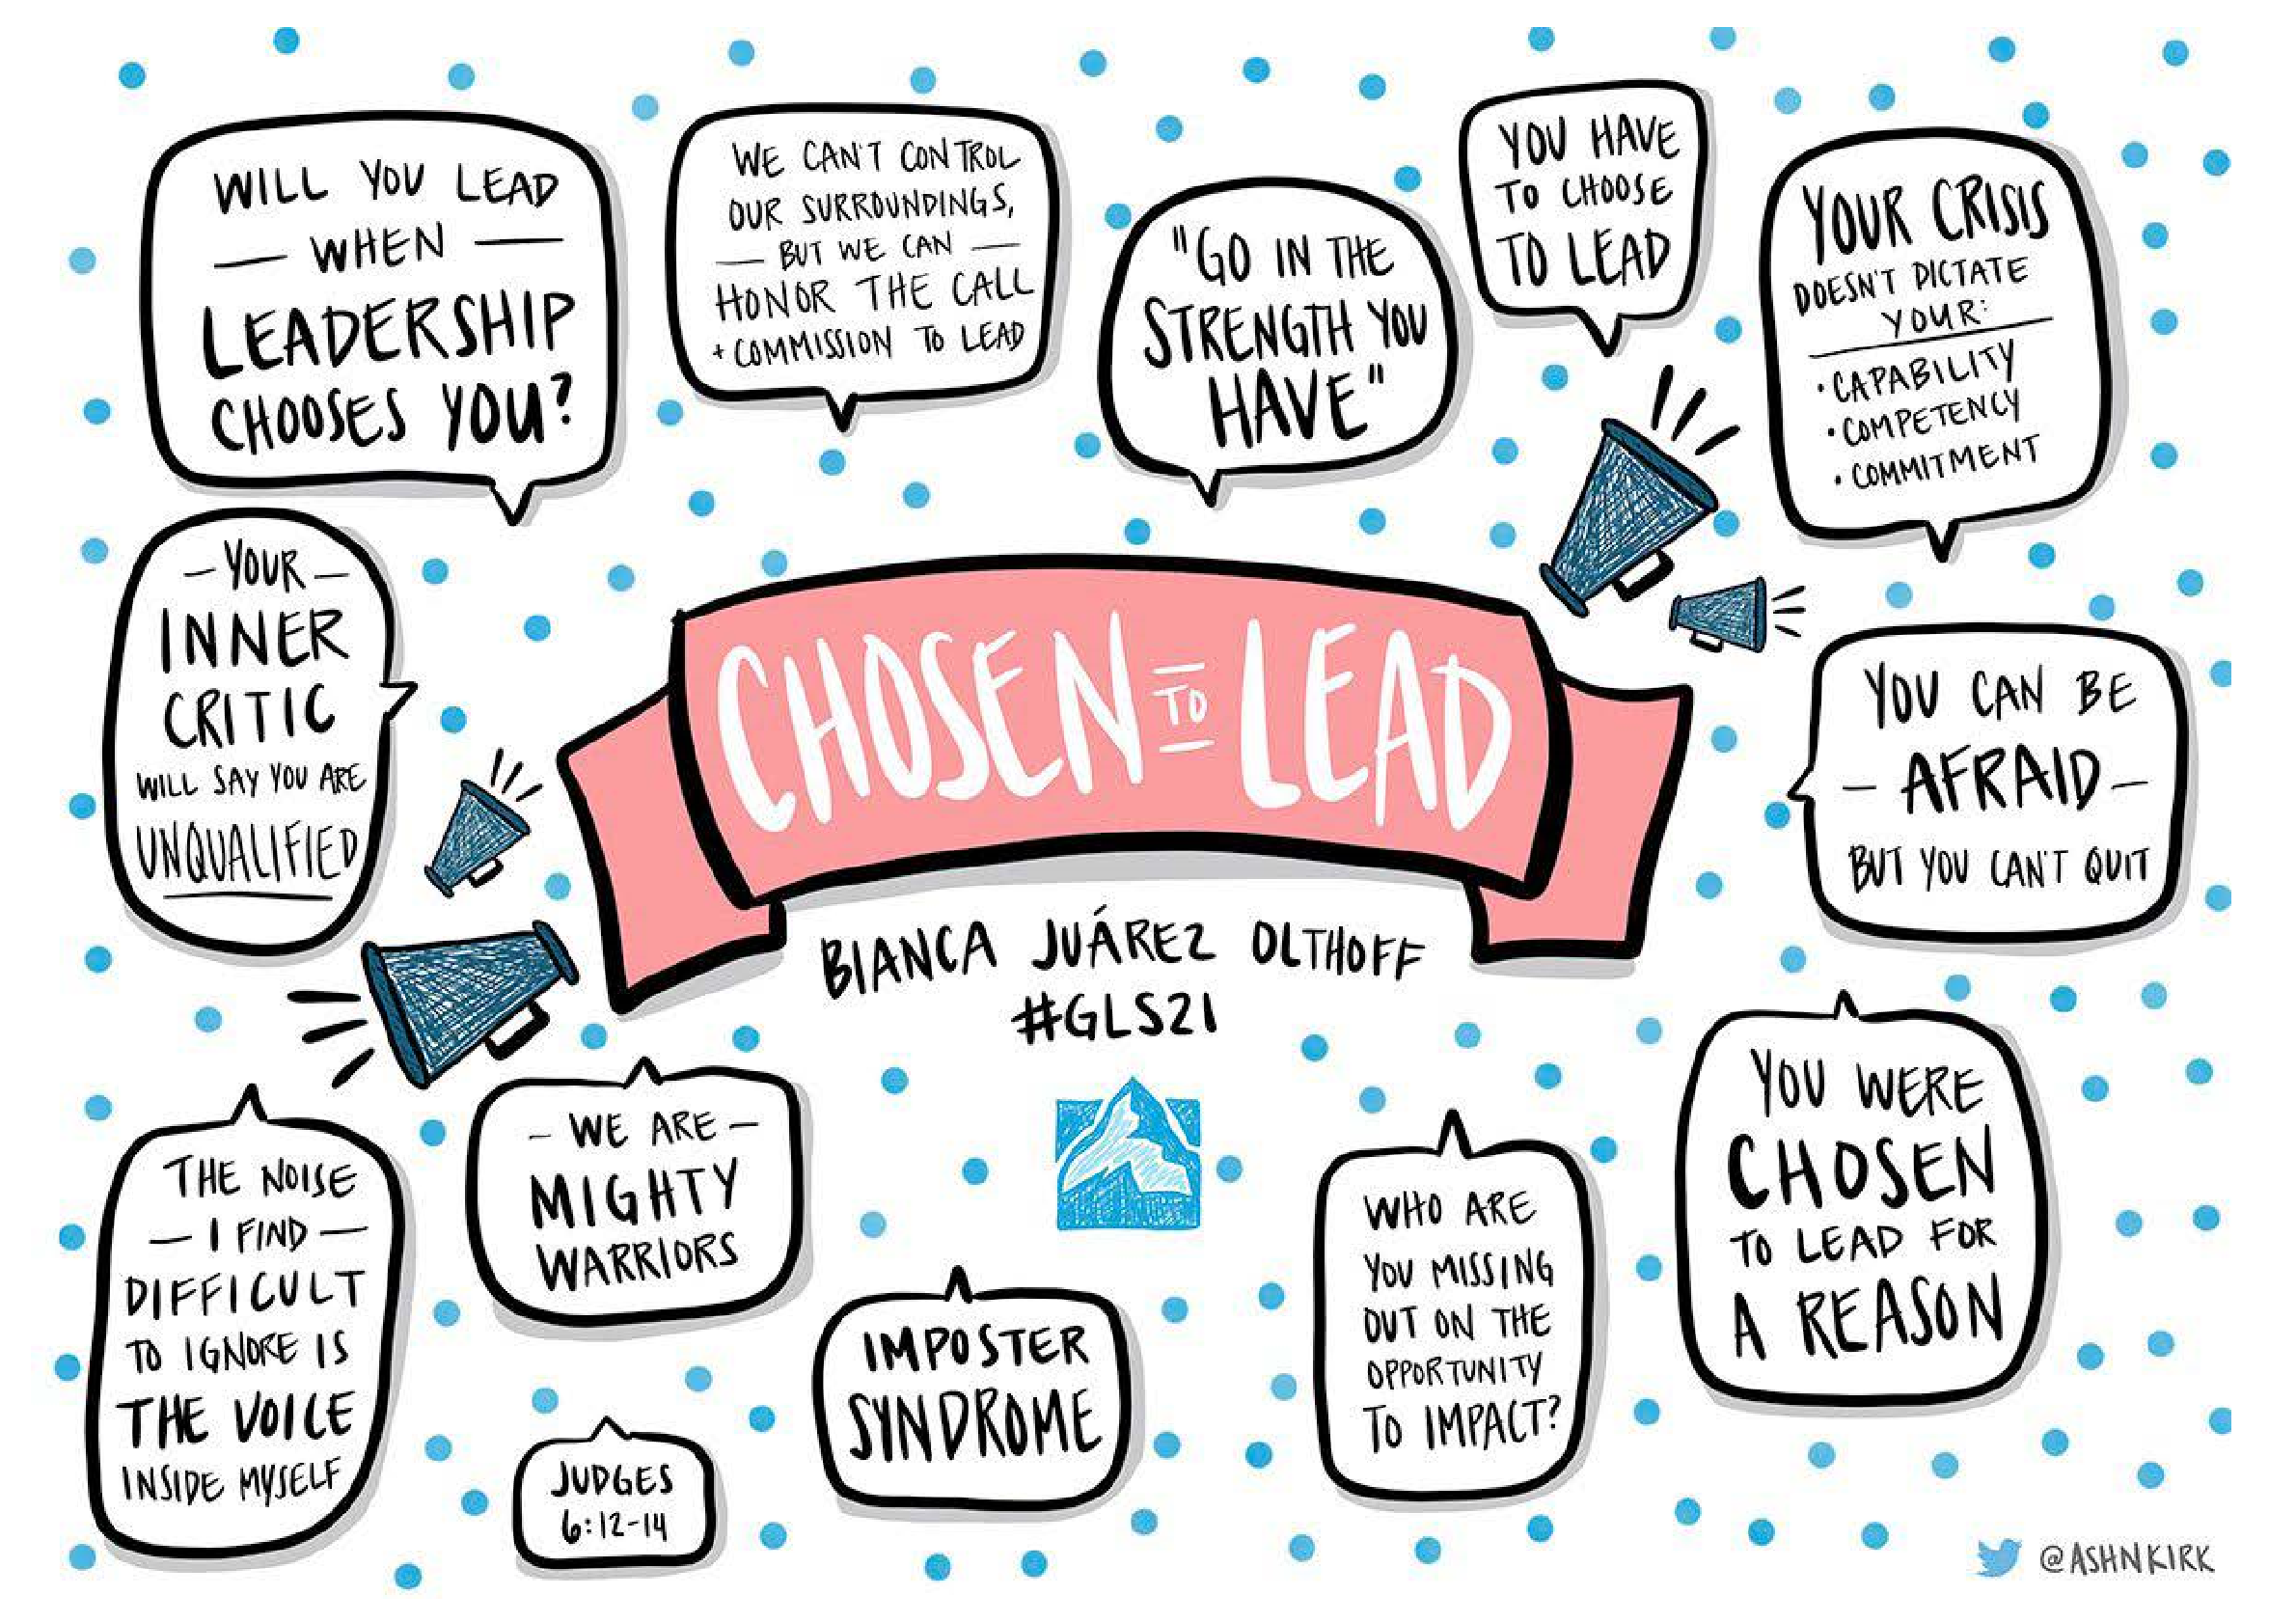 WILL YOU LEAD
— WHEN —
LEADERSHIP
CHOOSES YOU?
WE CAN'T CONTROL
OUR SURROUNDINGS,
— BUT WE CAN —
HONOR THE CALL
+ COMMISSION TO LEAD
"GO IN THE
STRENGTH YOU
HAVE"
YOU HAVE
TO CHOOSE
TO LEAD
YOUR CRISIS
DOESN'T DICTATE
YOUR:
• CAPABILITY
• COMPETENCY
• COMMITMENT
— YOUR —
INNER
CRITIC
WILL SAY YOU ARE
UNQUALIFIED
CHOSEN TO LEAD
BIANCA JUÁREZ OLTHOFF
#GLS21
YOU CAN BE
— AFRAID —
BUT YOU CAN'T QUIT
THE NOISE
— I FIND —
DIFFICULT
TO IGNORE IS
THE VOICE
INSIDE MYSELF
— WE ARE —
MIGHTY
WARRIORS
JUDGES
6:12-14
IMPOSTER
SYNDROME
WHO ARE
YOU MISSING
OUT ON THE
OPPORTUNITY
TO IMPACT?
YOU WERE
CHOSEN
TO LEAD FOR
A REASON
@ASHNKIRK